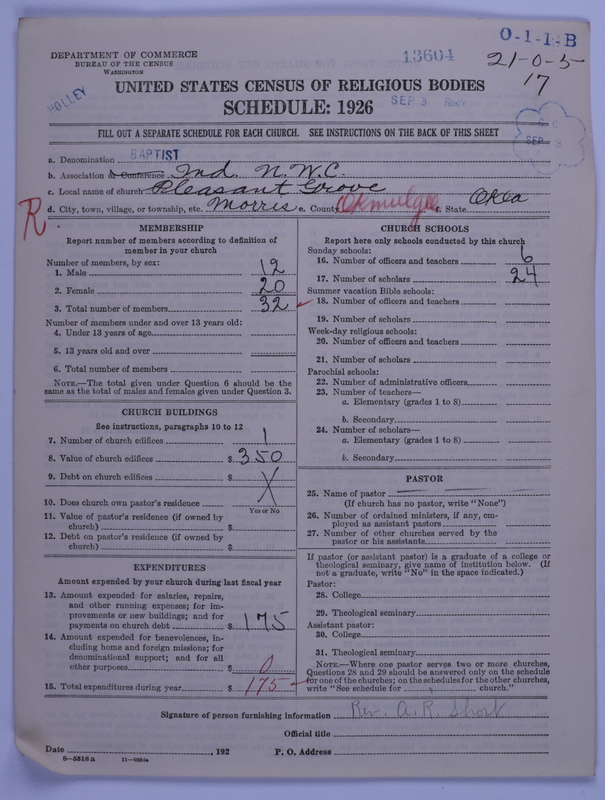 O-1-1-B
DEPARTMENT OF COMMERCE
BUREAU OF THE CENSUS
WASHINGTON
13604
21-0-5
17
UNITED STATES CENSUS OF RELIGIOUS BODIES
HOLLEY
SCHEDULE: 1926
SEP 3 Rec'd
SEP 3
FILL OUT A SEPARATE SCHEDULE FOR EACH CHURCH. SEE INSTRUCTIONS ON THE BACK OF THIS SHEET
a. Denomination BAPTIST
b. Association & Conference Ind. N.W.C.
c. Local name of church Pleasant Grove
d. City, town, village, or township, etc. Morris e. County Okmulgee f. State Okla
R.
MEMBERSHIP
Report number of members according to definition of
member in your church
Number of members, by sex:
1. Male 12
2. Female 20
3. Total number of members 32
Number of members under and over 13 years old:
4. Under 13 years of age
5. 13 years old and over
6. Total number of members
NOTE.—The total given under Question 6 should be the
same as the total of males and females given under Question 3.
CHURCH BUILDINGS
See instructions, paragraphs 10 to 12
7. Number of church edifices 1
8. Value of church edifices $ 350
9. Debt on church edifices $ X
10. Does church own pastor's residence
Yes or No
11. Value of pastor's residence (if owned by
church) $
12. Debt on pastor's residence (if owned by
church) $
EXPENDITURES
Amount expended by your church during last fiscal year
13. Amount expended for salaries, repairs,
and other running expenses; for im-
provements or new buildings; and for
payments on church debt $ 175
14. Amount expended for benevolences, in-
cluding home and foreign missions; for
denominational support; and for all
other purposes $ 0
15. Total expenditures during year $ 175
CHURCH SCHOOLS
Report here only schools conducted by this church
Sunday schools:
16. Number of officers and teachers 6
17. Number of scholars 24
Summer vacation Bible schools:
18. Number of officers and teachers
19. Number of scholars
Week-day religious schools:
20. Number of officers and teachers
21. Number of scholars
Parochial schools:
22. Number of administrative officers
23. Number of teachers—
a. Elementary (grades 1 to 8)
b. Secondary
24. Number of scholars—
a. Elementary (grades 1 to 8)
b. Secondary
PASTOR
25. Name of pastor
(If church has no pastor, write "None")
26. Number of ordained ministers, if any, em-
ployed as assistant pastors
27. Number of other churches served by the
pastor or his assistants
If pastor (or assistant pastor) is a graduate of a college or
theological seminary, give name of institution below. (If
not a graduate, write "No" in the space indicated.)
Pastor:
28. College
29. Theological seminary
Assistant pastor:
30. College
31. Theological seminary
NOTE.—Where one pastor serves two or more churches,
Questions 28 and 29 should be answered only on the schedule
for one of the churches; on the schedules for the other churches,
write "See schedule for church."
Signature of person furnishing information Rev. A. R. Short
Official title
Date , 192 P. O. Address
8—5518 a 11—9054a